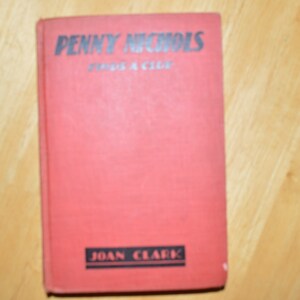 PENNY NICHOLS
FINDS A CLUE
JOAN CLARK